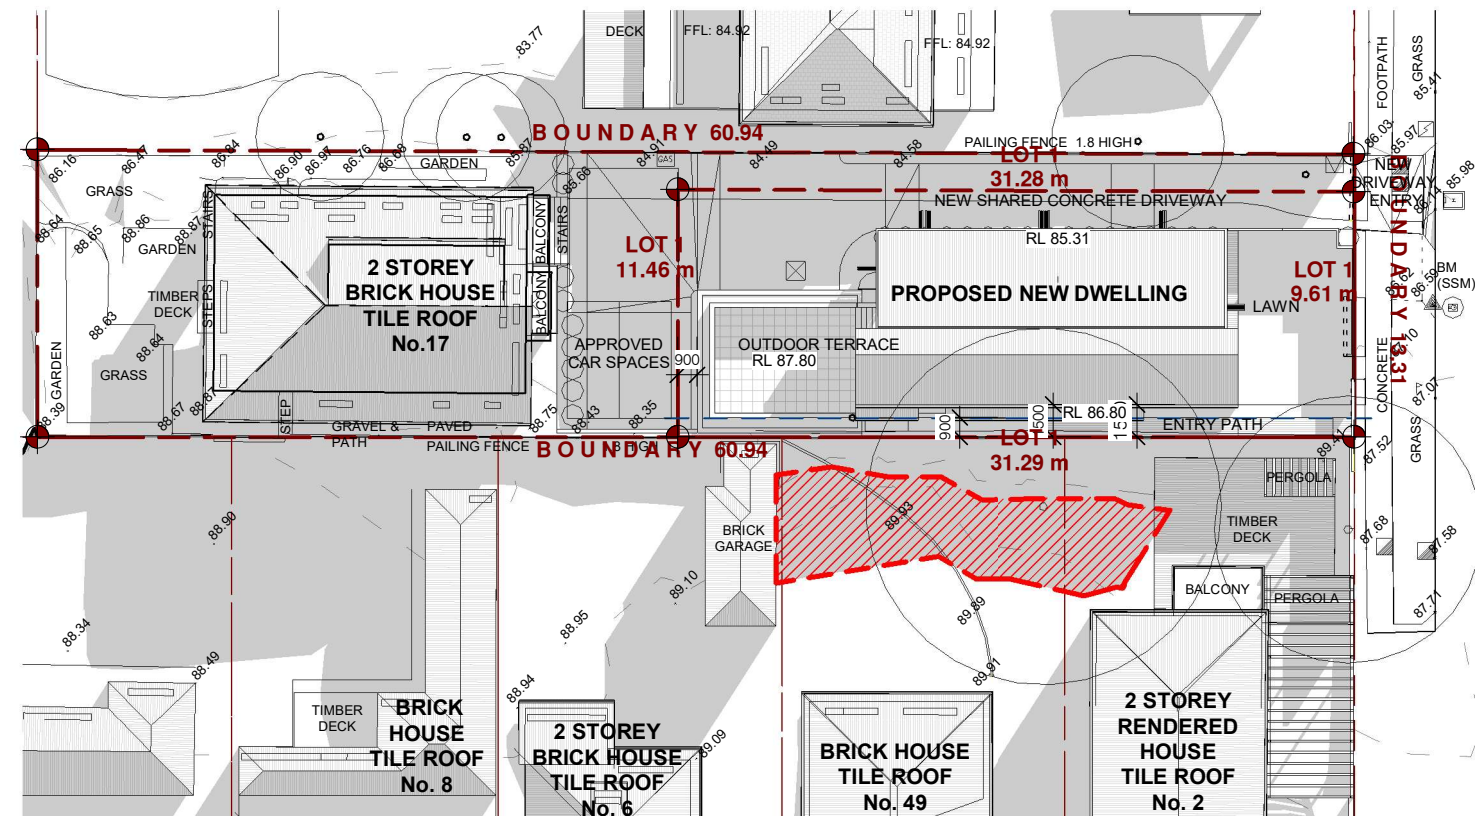 83.77
DECK
FFL: 84.92
FFL: 84.92
FOOTPATH
GRASS
85.41
BOUNDARY 60.94
PAILING FENCE 1.8 HIGH
86.03
85.97
86.16
86.47
86.84
86.90
86.97
86.76
86.68
GARDEN
85.87
85.66
84.91
GAS
84.49
84.58
LOT 1
31.28 m
NEW
DRIVEWAY
ENTRY
86.14
85.98
GRASS
STAIRS
BALCONY
STAIRS
NEW SHARED CONCRETE DRIVEWAY
88.64
88.65
88.86
88.87
GARDEN
LOT 1
11.46 m
RL 85.31
BOUNDARY 13.31
2 STOREY
BRICK HOUSE
TILE ROOF
No.17
BALCONY
PROPOSED NEW DWELLING
LOT 1
9.61 m
BM
(SSM)
86.59
TIMBER
DECK
STEPS
LAWN
88.63
88.64
GARDEN
GRASS
APPROVED
CAR SPACES
900
OUTDOOR TERRACE
RL 87.80
CONCRETE
87.07
88.39
88.67
88.87
STEP
GRAVEL &
PATH
PAVED
88.75
88.43
88.35
900
RL 86.80
ENTRY PATH
PAILING FENCE
BOUNDARY 60.94
LOT 1
31.29 m
89.41
87.52
GRASS
PERGOLA
88.90
BRICK
GARAGE
89.93
TIMBER
DECK
87.68
87.58
89.10
BALCONY
PERGOLA
89.89
87.71
88.34
88.95
88.49
88.94
89.91
TIMBER
DECK
BRICK
HOUSE
TILE ROOF
No. 8
2 STOREY
BRICK HOUSE
TILE ROOF
No. 6
89.09
BRICK HOUSE
TILE ROOF
No. 49
2 STOREY
RENDERED
HOUSE
TILE ROOF
No. 2